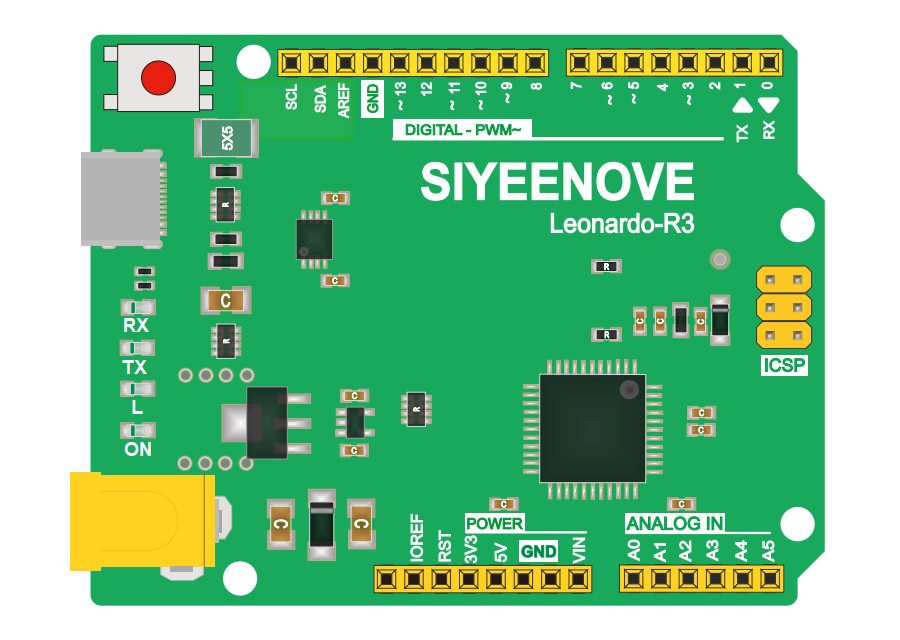 SCL
SDA
AREF
GND
~13
12
~11
~10
~9
8
7
~6
~5
4
~3
2
1
0
TX
RX
DIGITAL - PWM~
5X5
SIYEENOVE
Leonardo-R3
C
R
C
R
C
R
C
C
C
R
R
RX
TX
L
ON
ICSP
C
C
R
C
C
C
C
C
C
C
POWER
ANALOG IN
IOREF
RST
3V3
5V
GND
VIN
A0
A1
A2
A3
A4
A5